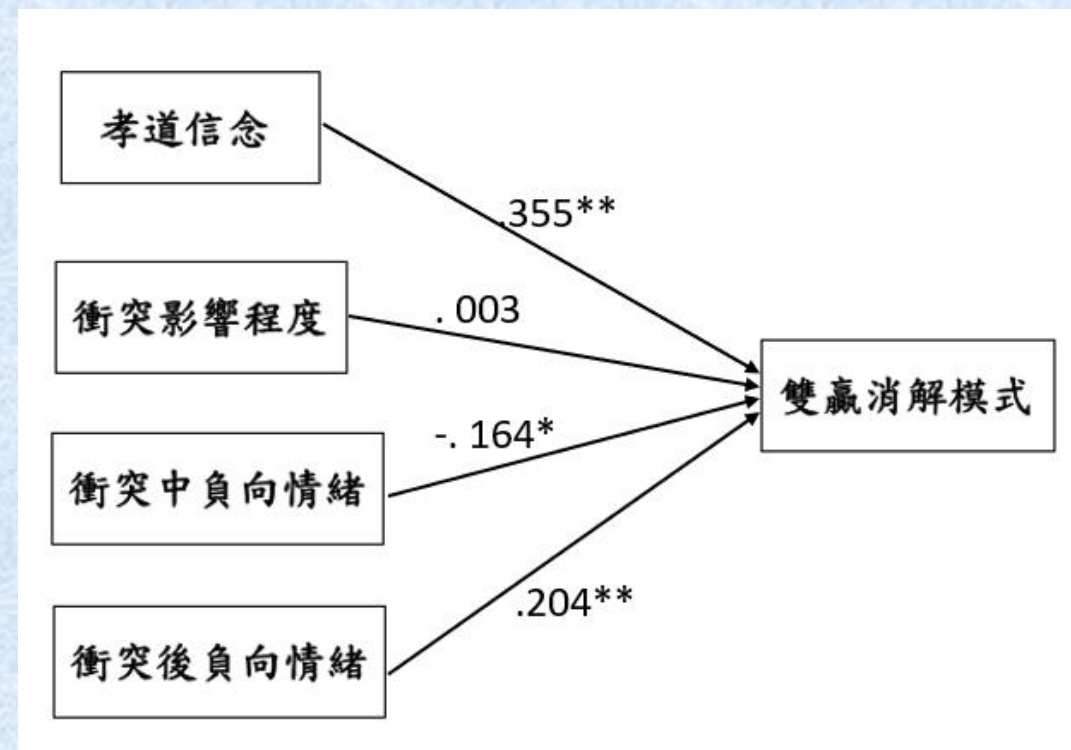 孝道信念
.355**
衝突影響程度
. 003
雙贏消解模式
-. 164*
衝突中負向情緒
.204**
衝突後負向情緒